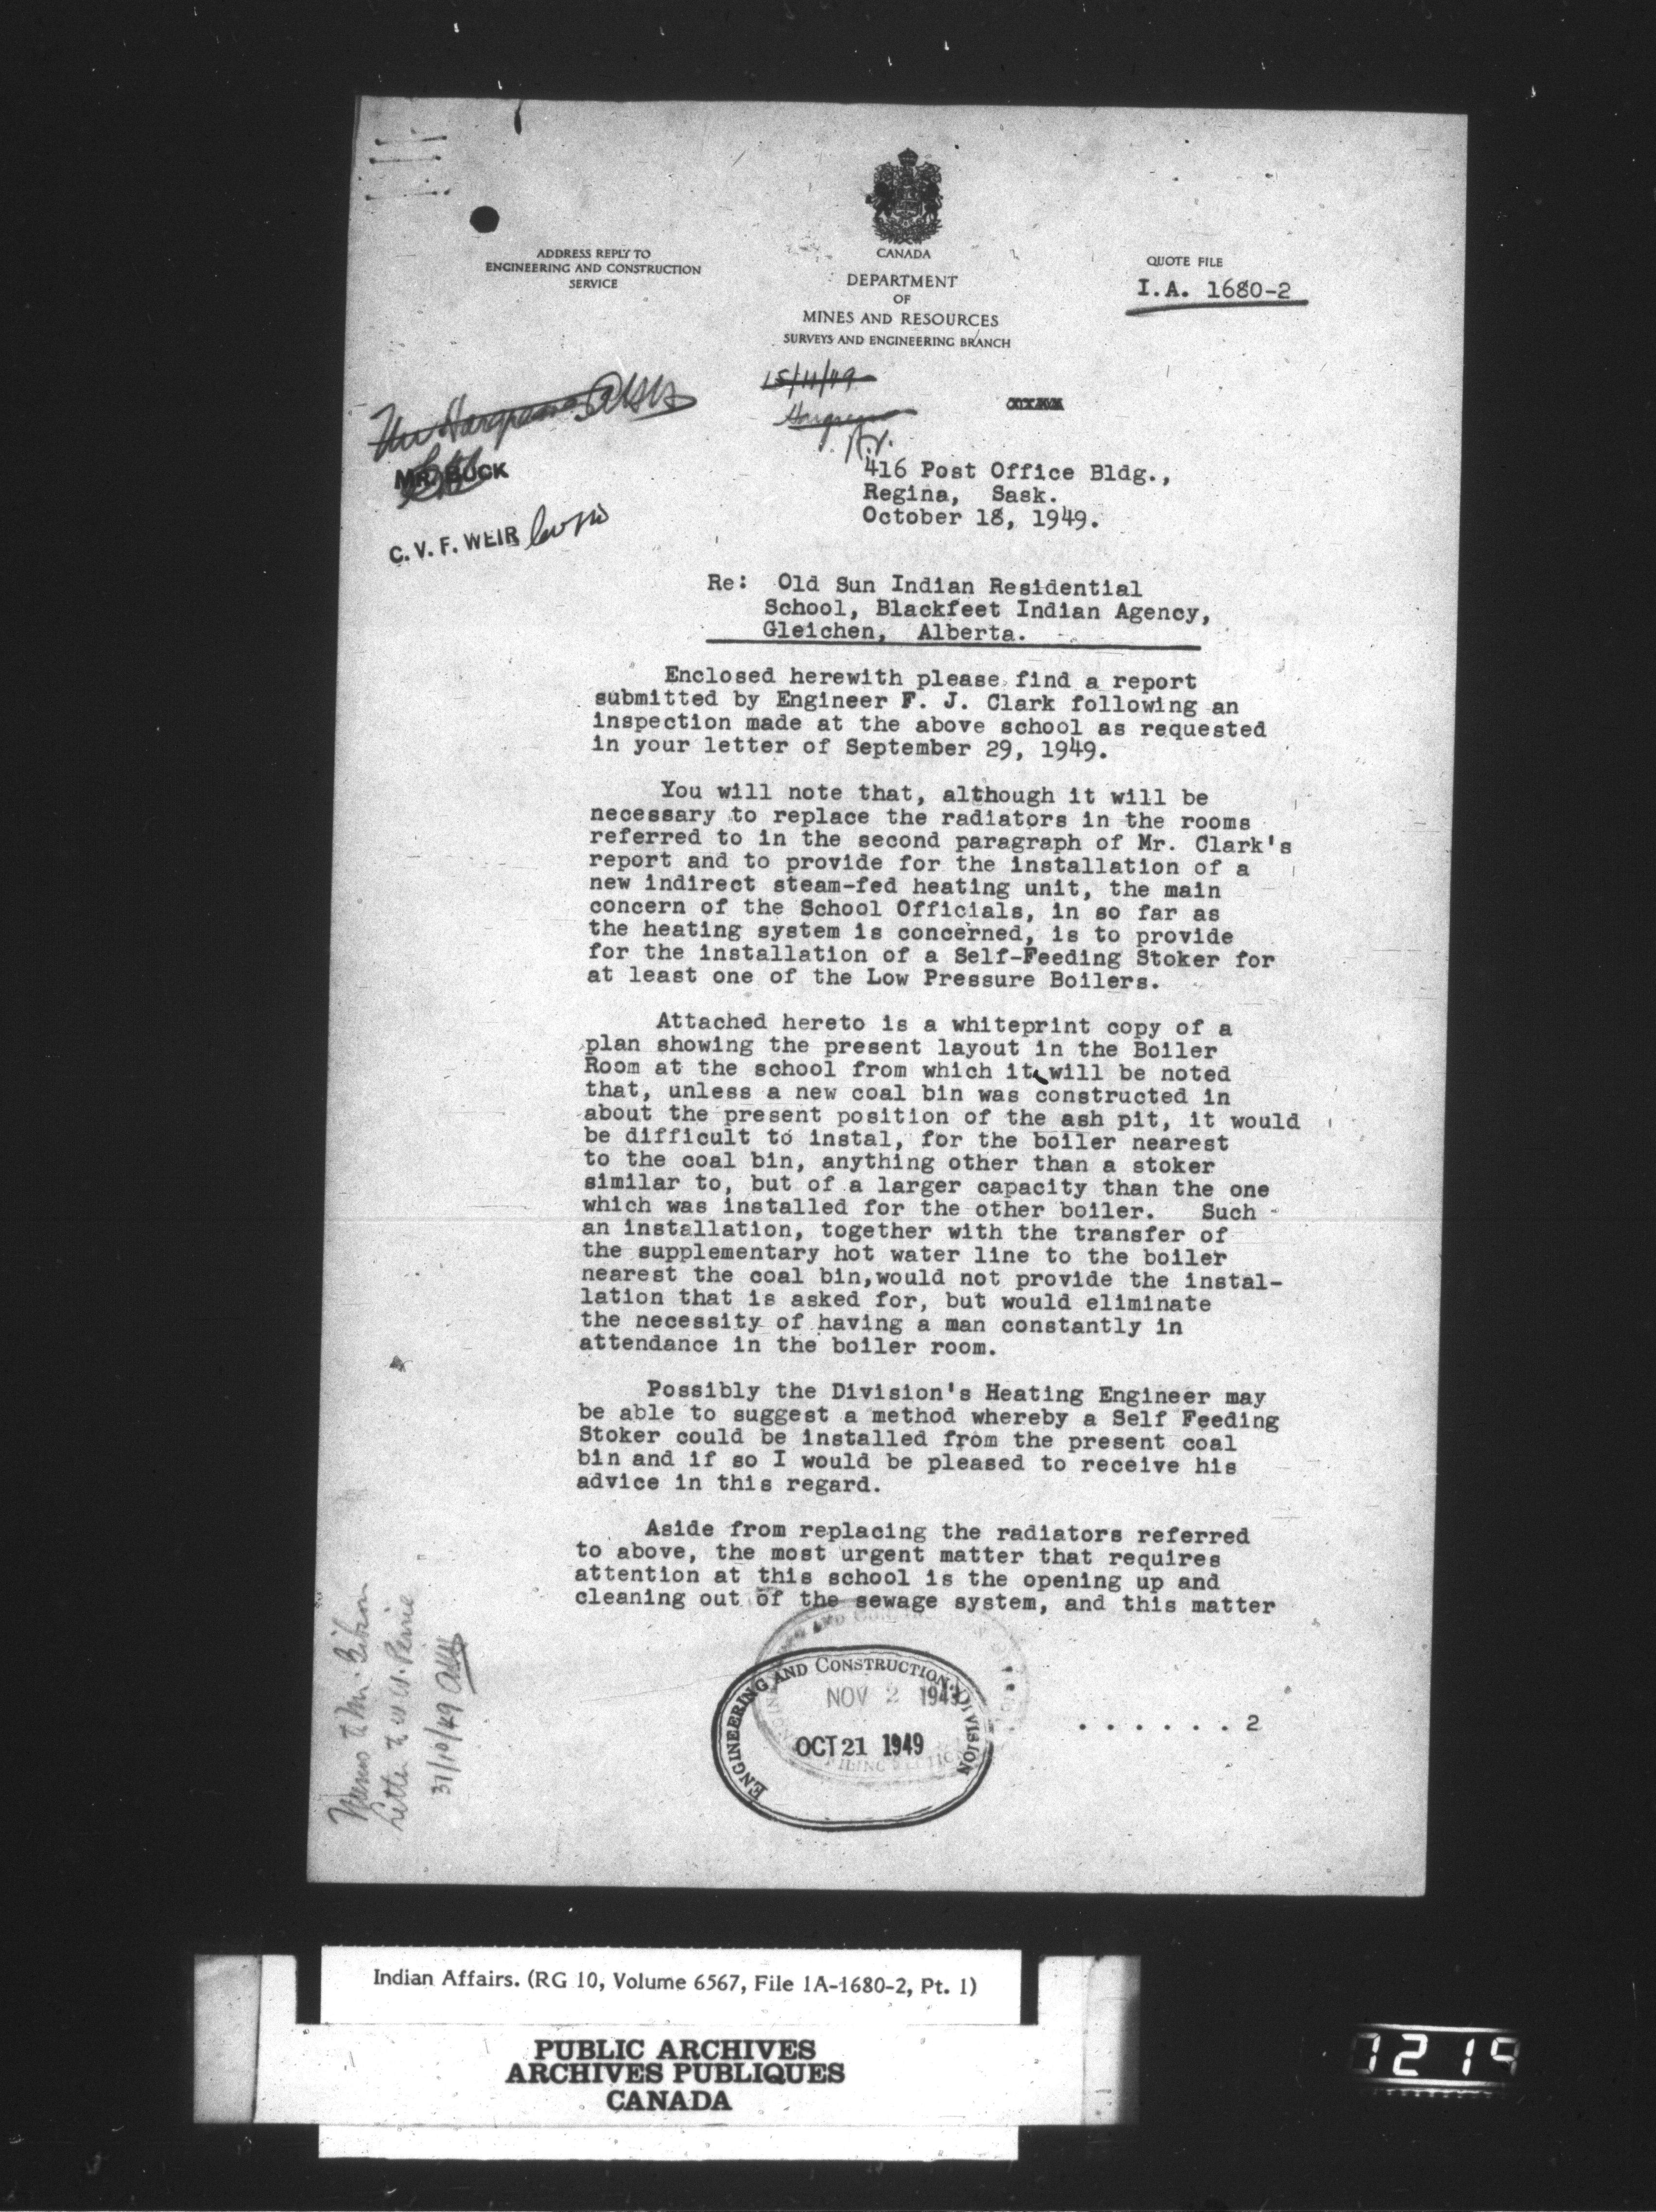 ADDRESS REPLY TO
ENGINEERING AND CONSTRUCTION
SERVICE
CANADA
DEPARTMENT
OF
MINES AND RESOURCES
SURVEYS AND ENGINEERING BRANCH
QUOTE FILE
I.A. 1680-2
15/11/49
MR. BUCK
C. V. F. WEIR
416 Post Office Bldg.,
Regina, Sask.
October 18, 1949.
Re: Old Sun Indian Residential
School, Blackfeet Indian Agency,
Gleichen, Alberta.
Enclosed herewith please find a report
submitted by Engineer F. J. Clark following an
inspection made at the above school as requested
in your letter of September 29, 1949.
You will note that, although it will be
necessary to replace the radiators in the rooms
referred to in the second paragraph of Mr. Clark's
report and to provide for the installation of a
new indirect steam-fed heating unit, the main
concern of the School Officials, in so far as
the heating system is concerned, is to provide
for the installation of a Self-Feeding Stoker for
at least one of the Low Pressure Boilers.
Attached hereto is a whiteprint copy of a
plan showing the present layout in the Boiler
Room at the school from which it will be noted
that, unless a new coal bin was constructed in
about the present position of the ash pit, it would
be difficult to instal, for the boiler nearest
to the coal bin, anything other than a stoker
similar to, but of a larger capacity than the one
which was installed for the other boiler. Such
an installation, together with the transfer of
the supplementary hot water line to the boiler
nearest the coal bin, would not provide the instal-
lation that is asked for, but would eliminate
the necessity of having a man constantly in
attendance in the boiler room.
Possibly the Division's Heating Engineer may
be able to suggest a method whereby a Self Feeding
Stoker could be installed from the present coal
bin and if so I would be pleased to receive his
advice in this regard.
Aside from replacing the radiators referred
to above, the most urgent matter that requires
attention at this school is the opening up and
cleaning out of the sewage system, and this matter
ENGINEERING AND CONSTRUCTION DIVISION
NOV 2
OCT 21 1949
. . . . . . 2
31/10/49
Indian Affairs. (RG 10, Volume 6567, File 1A-1680-2, Pt. 1)
PUBLIC ARCHIVES
ARCHIVES PUBLIQUES
CANADA